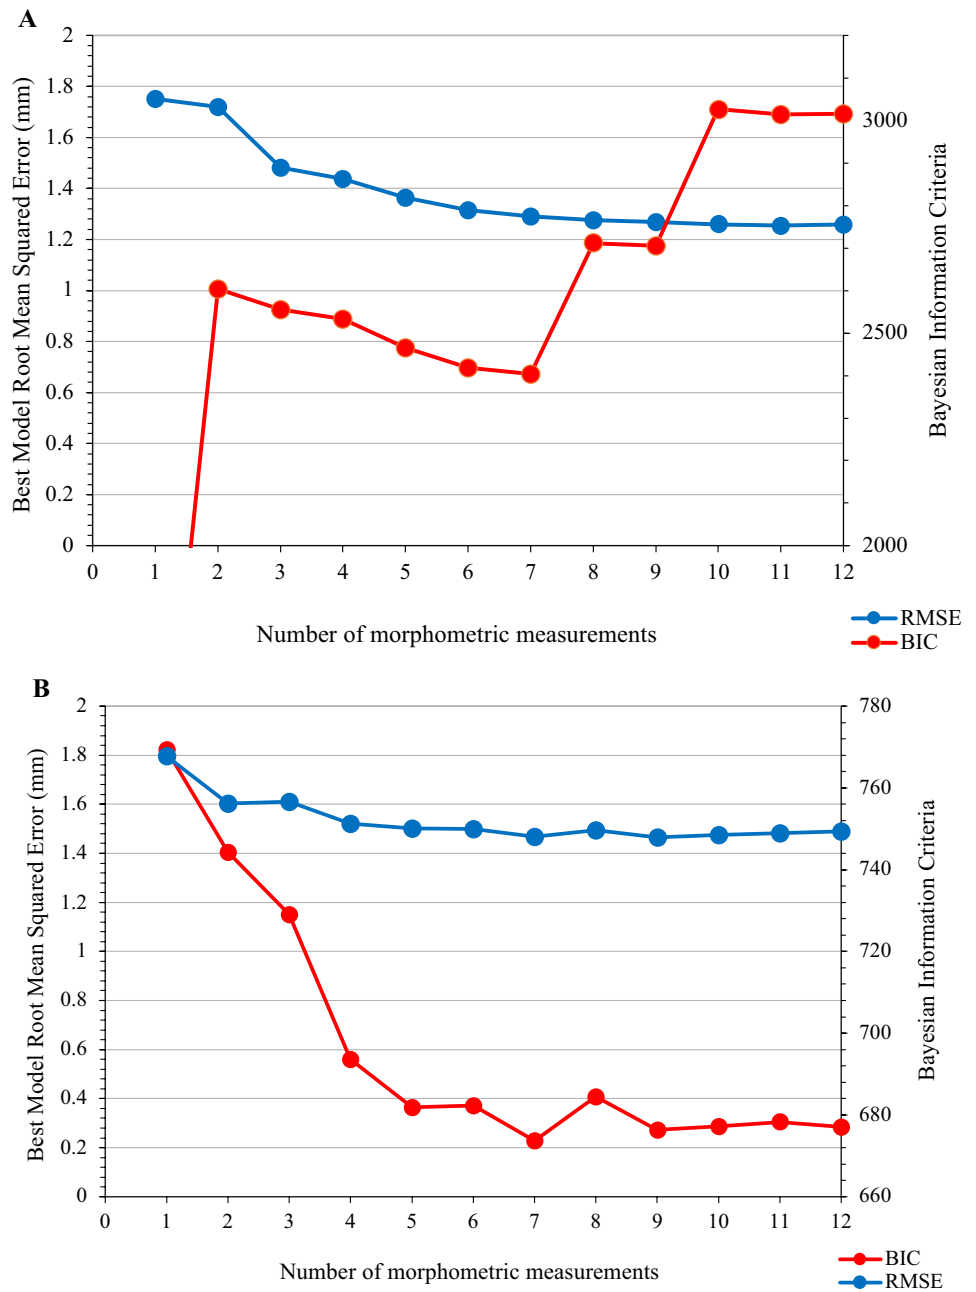 A
Best Model Root Mean Squared Error (mm)
2
1.8
1.6
1.4
1.2
1
0.8
0.6
0.4
0.2
0
3000
2500
2000
Bayesian Information Criteria
0 1 2 3 4 5 6 7 8 9 10 11 12
Number of morphometric measurements
RMSE
BIC
B
Best Model Root Mean Squared Error (mm)
2
1.8
1.6
1.4
1.2
1
0.8
0.6
0.4
0.2
0
780
760
740
720
700
680
660
Bayesian Information Criteria
0 1 2 3 4 5 6 7 8 9 10 11 12
Number of morphometric measurements
BIC
RMSE